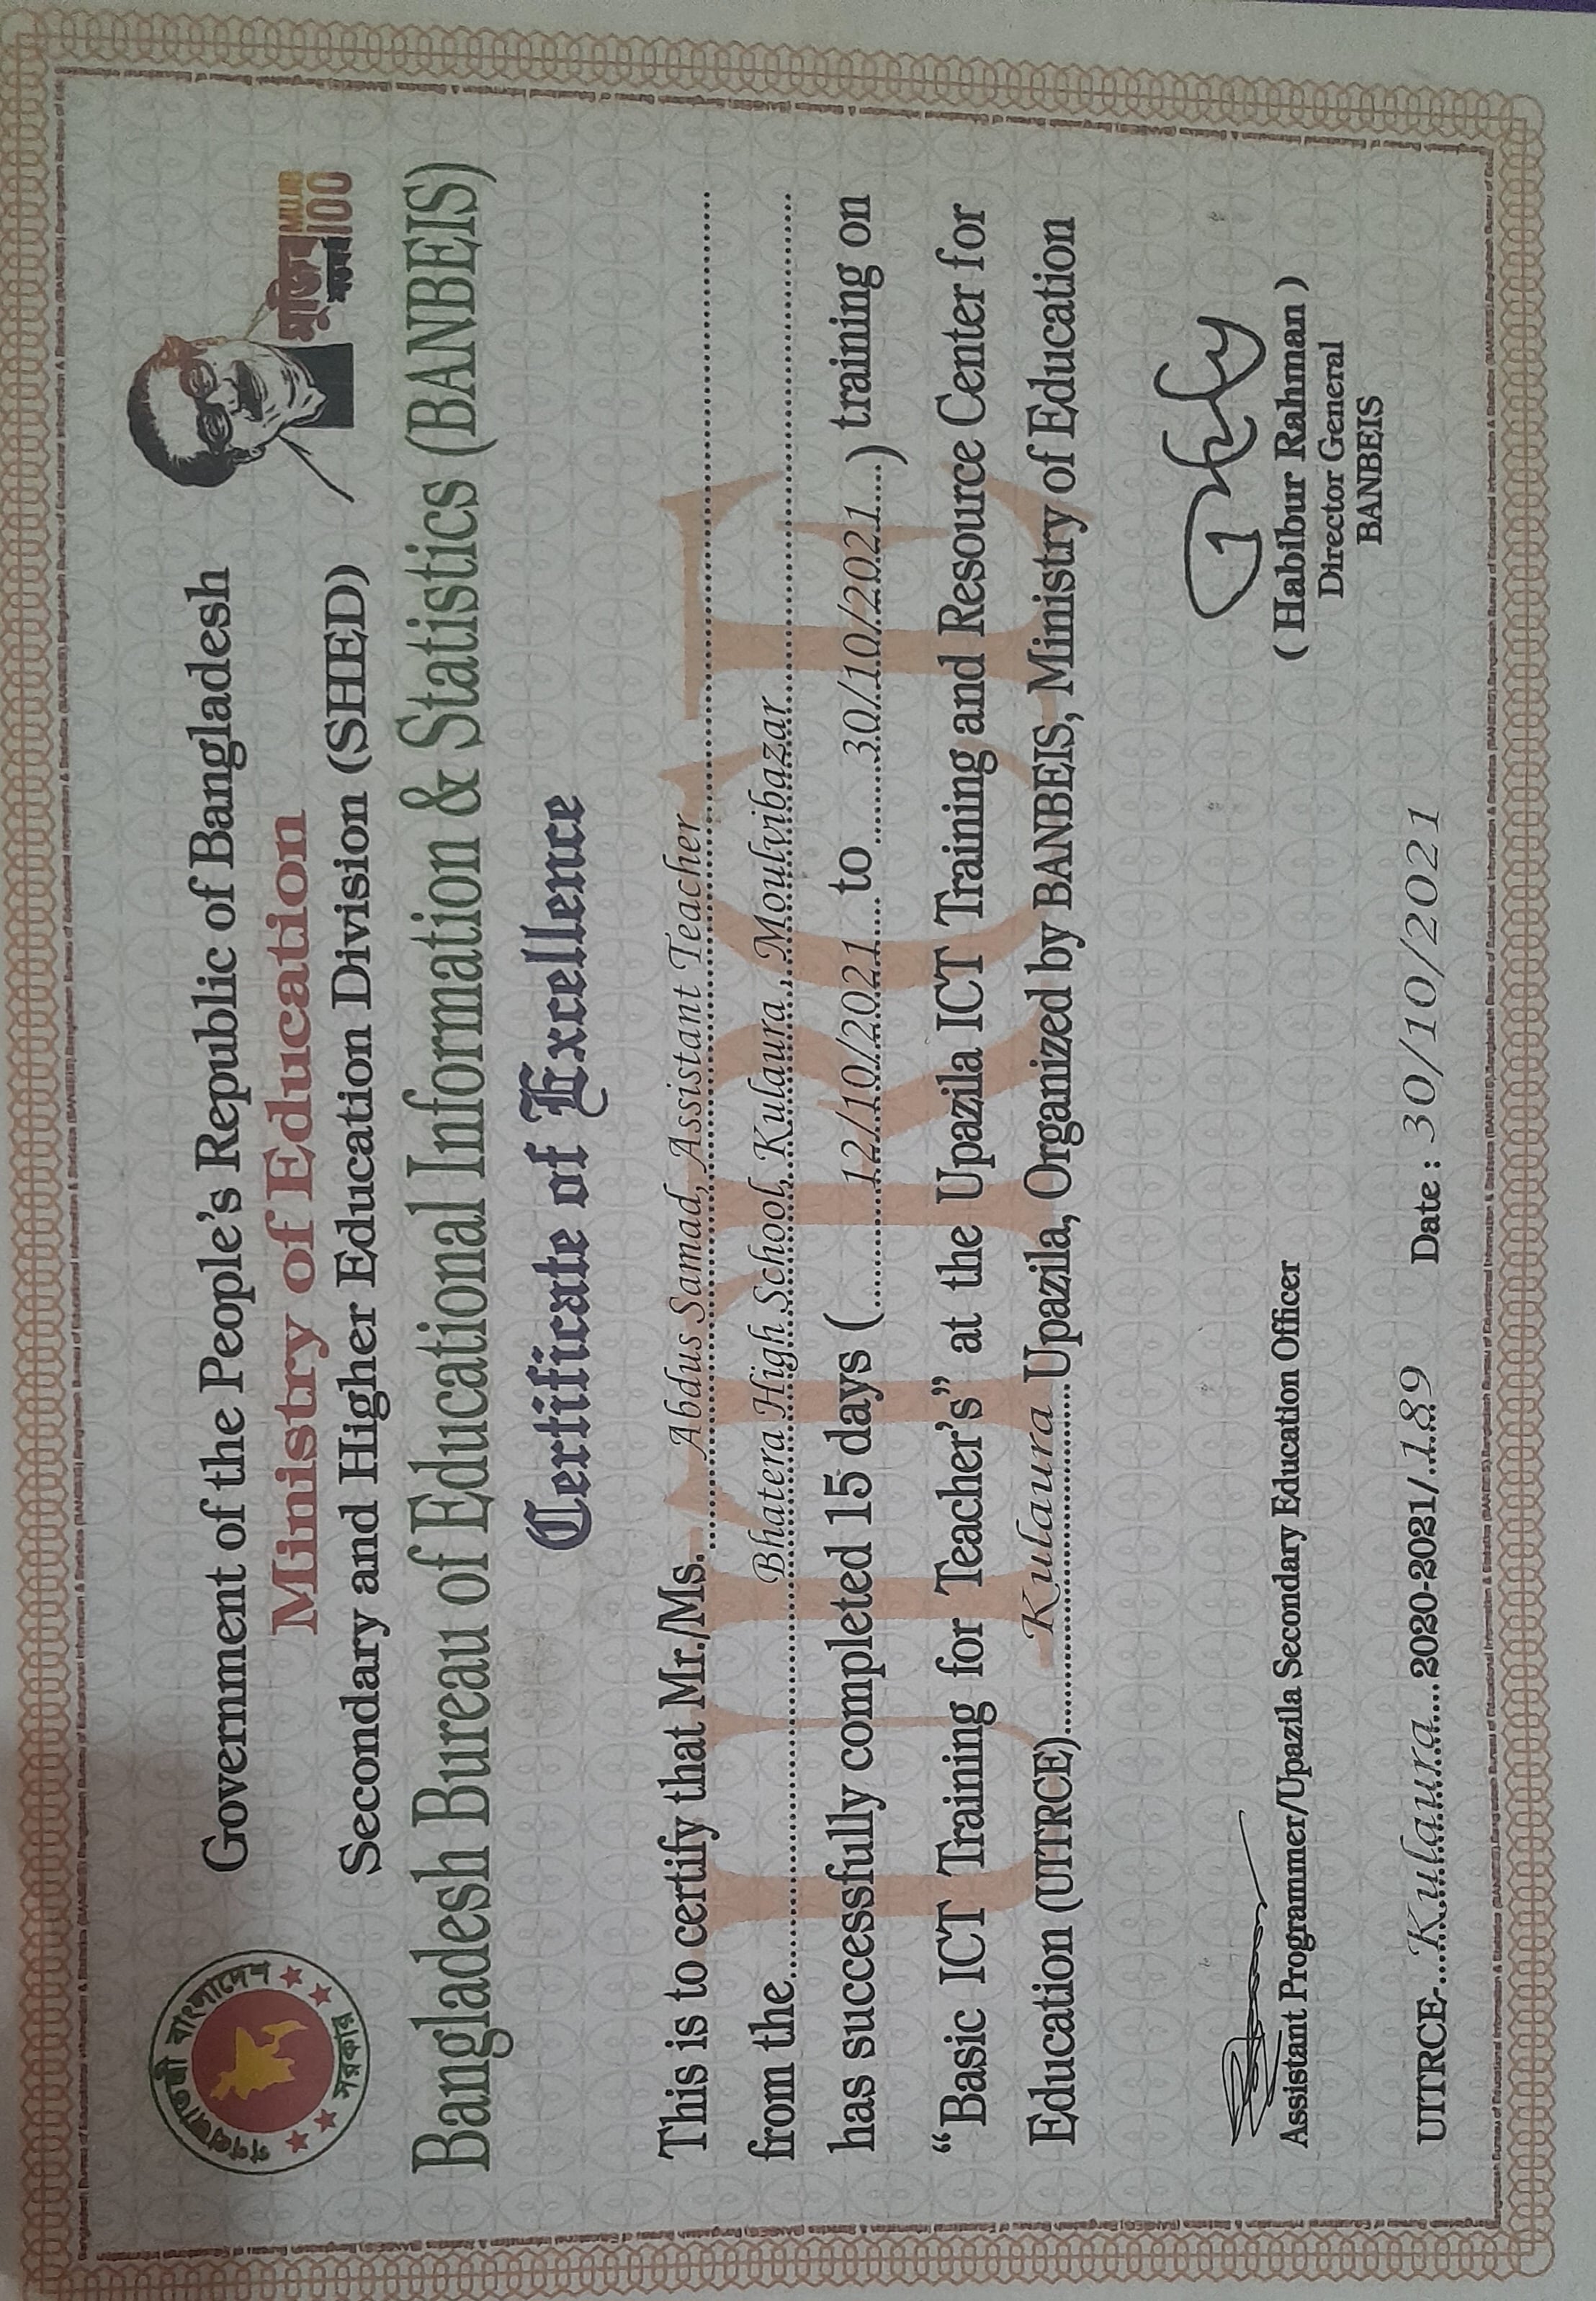 গণপ্রজাতন্ত্রী বাংলাদেশ
সরকার
মুজিব MUJIB
শতবর্ষ 100
Government of the People's Republic of Bangladesh
Ministry of Education
Secondary and Higher Education Division (SHED)
Bangladesh Bureau of Educational Information & Statistics (BANBEIS)
Certificate of Excellence
UITRCE
This is to certify that Mr./Ms. Abdus Samad, Assistant Teacher
from the Bhatera High School, Kulaura, Moulvibazar
has successfully completed 15 days ( 12/10/2021 to 30/10/2021 ) training on
“Basic ICT Training for Teacher's” at the Upazila ICT Training and Resource Center for
Education (UITRCE) Kulaura Upazila, Organized by BANBEIS, Ministry of Education
Assistant Programmer/Upazila Secondary Education Officer
( Habibur Rahman )
Director General
BANBEIS
UITRCE- Kulaura 2020-2021/ 189
Date : 30/10/2021